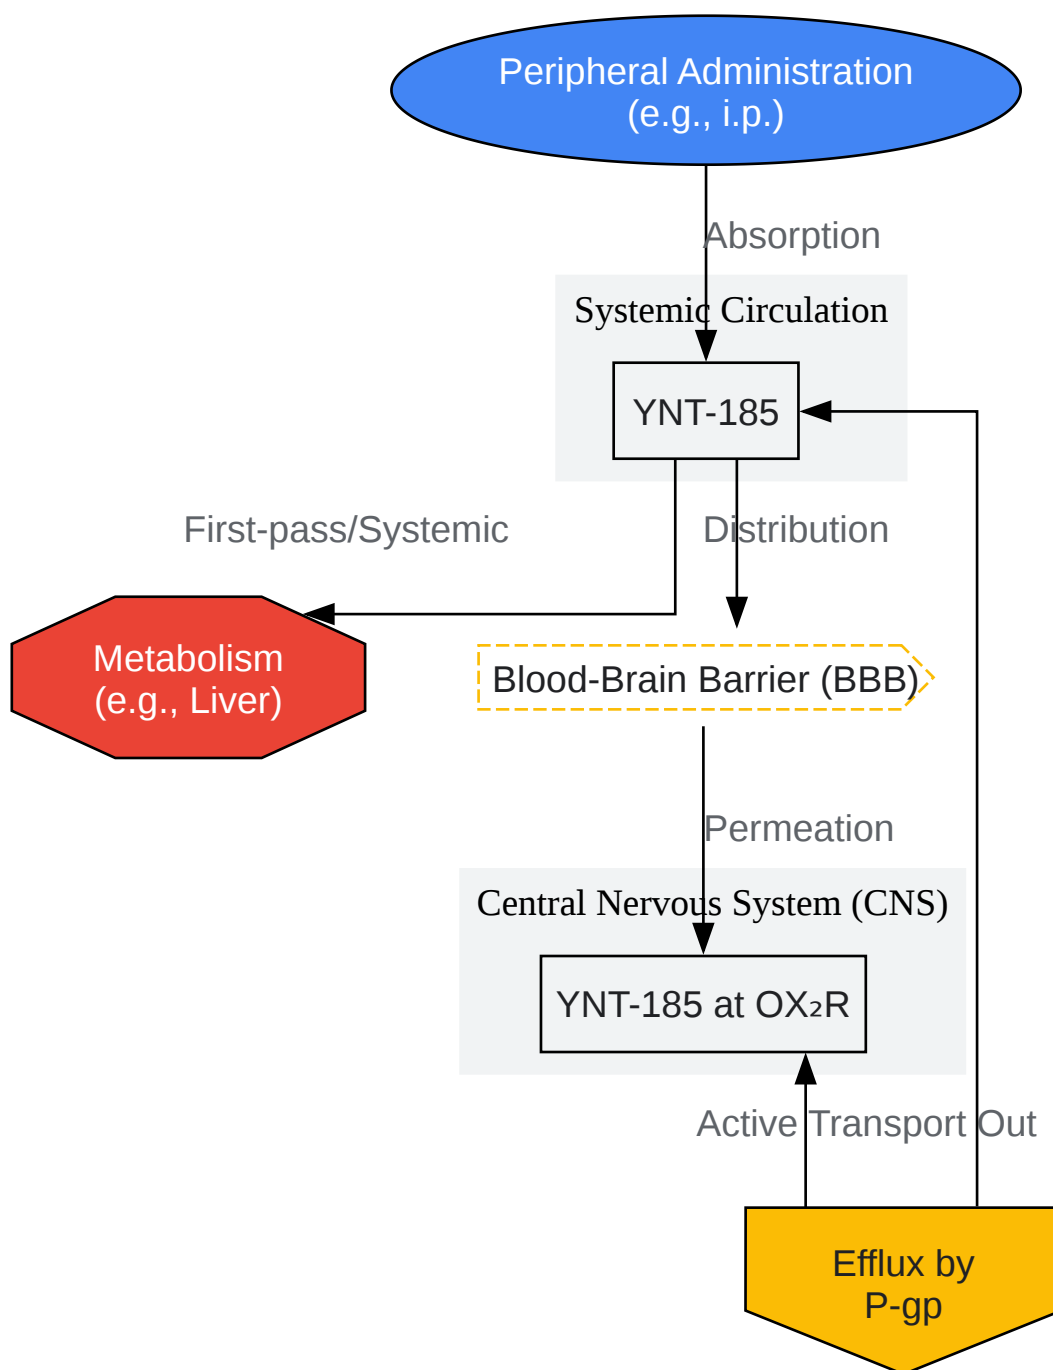 Peripheral Administration
(e.g., i.p.)
Absorption
Systemic Circulation
YNT-185
First-pass/Systemic
Distribution
Metabolism
(e.g., Liver)
Blood-Brain Barrier (BBB)
Permeation
Central Nervous System (CNS)
YNT-185 at OX₂R
Active Transport Out
Efflux by
P-gp